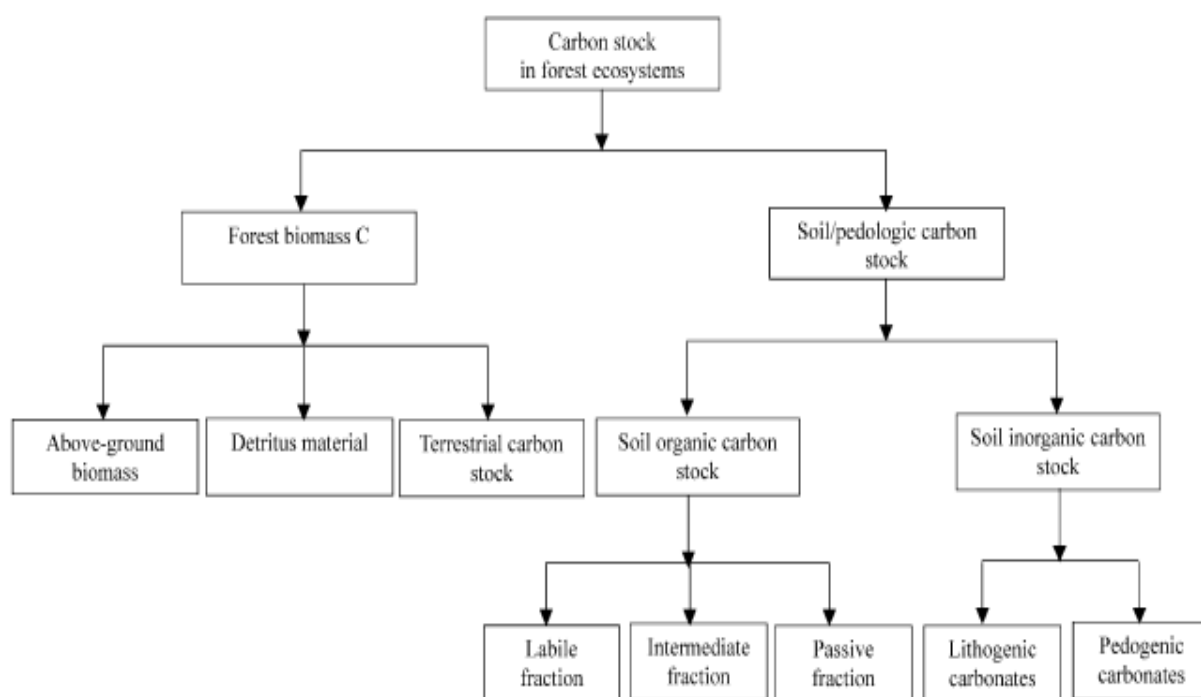 Carbon stock
in forest ecosystems
Forest biomass C
Soil/pedologic carbon
stock
Above-ground
biomass
Detritus material
Terrestrial carbon
stock
Soil organic carbon
stock
Soil inorganic carbon
stock
Labile
fraction
Intermediate
fraction
Passive
fraction
Lithogenic
carbonates
Pedogenic
carbonates